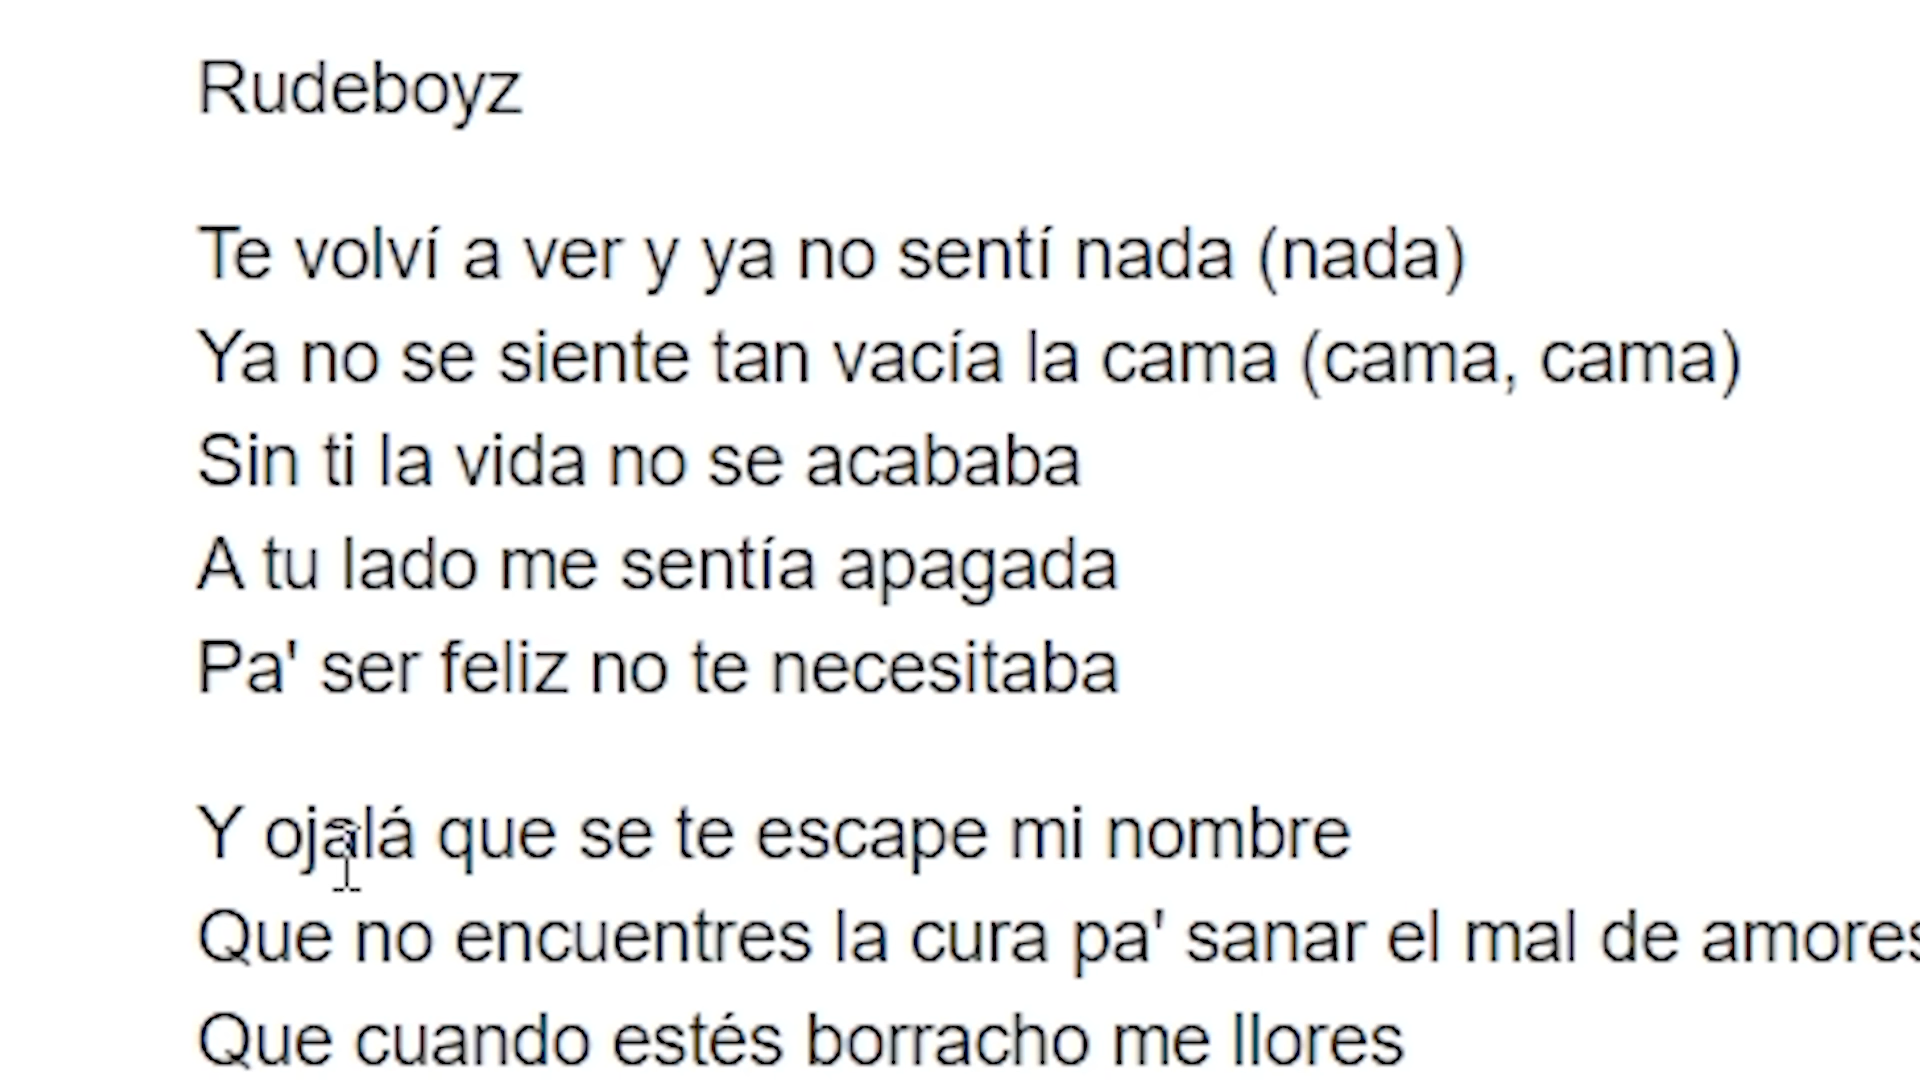 Rudeboyz
Te volví a ver y ya no sentí nada (nada)
Ya no se siente tan vacía la cama (cama, cama)
Sin ti la vida no se acababa
A tu lado me sentía apagada
Pa' ser feliz no te necesitaba
Y ojalá que se te escape mi nombre
Que no encuentres la cura pa' sanar el mal de amores
Que cuando estés borracho me llores